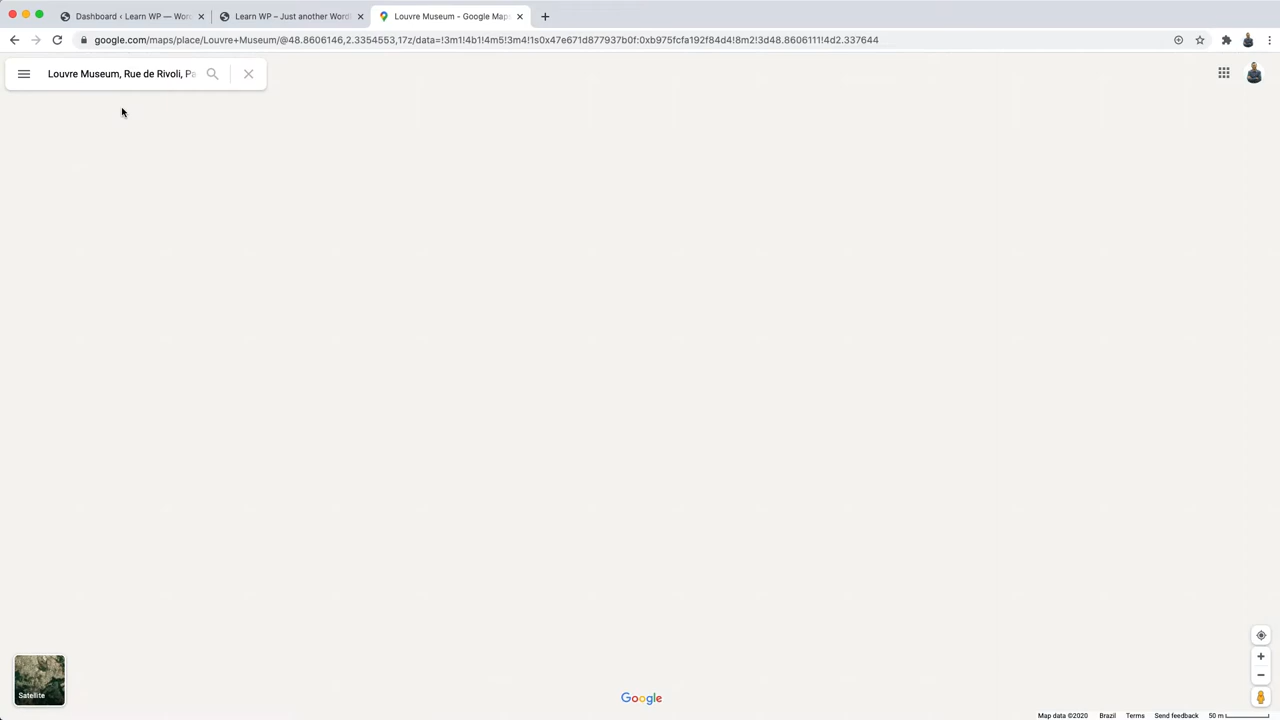 Dashboard ‹ Learn WP — Wor
Learn WP – Just another Word
Louvre Museum - Google Maps
google.com/maps/place/Louvre+Museum/@48.8606146,2.3354553,17z/data=!3m1!4b1!4m5!3m4!1s0x47e671d877937b0f:0xb975fcfa192f84d4!8m2!3d48.8606111!4d2.337644
Louvre Museum, Rue de Rivoli, Pa
Satellite
Google
Map data ©2020 Brazil Terms Send feedback 50 m